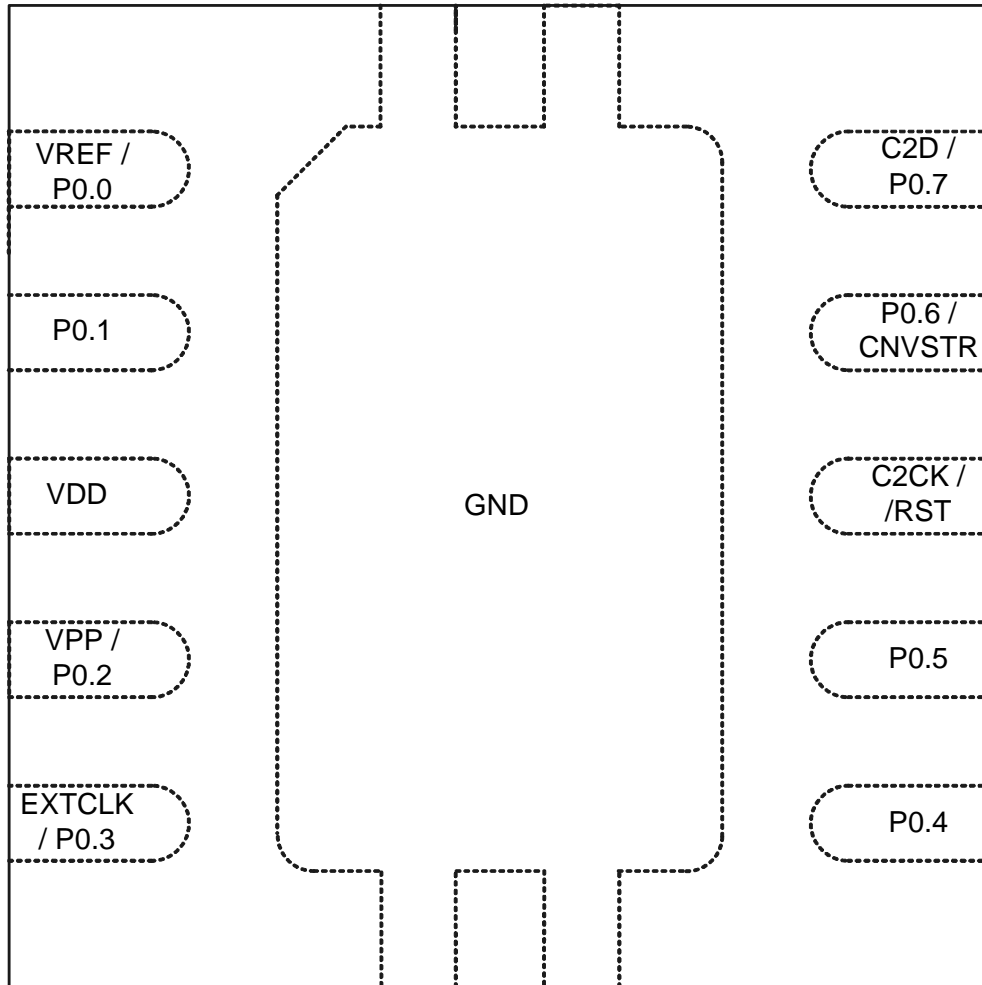 VREF /
P0.0
P0.1
VDD
VPP /
P0.2
EXTCLK
/ P0.3
GND
C2D /
P0.7
P0.6 /
CNVSTR
C2CK /
/RST
P0.5
P0.4